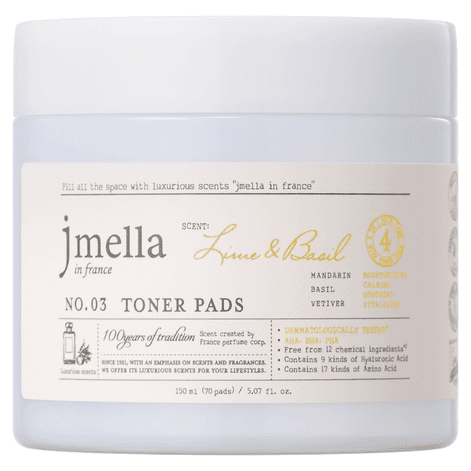 Fill all the space with luxurious scents "jmella in france"
jmella
in france
SCENT:
Lime & Basil
4
MANDARIN
BASIL
VETIVER
MOISTURIZING
CALMING
SOOTHING
VITALIZING
NO.03 TONER PADS
luxurious scents
100years of tradition
Scent created by
France perfume corp.
SINCE 1921, WITH AN EMPHASIS ON SCENTS AND FRAGRANCES.
WE OFFER ITS LUXURIOUS SCENTS FOR YOUR LIFESTYLES.
• DERMATOLOGICALLY TESTED
• AHA· BHA· PHA
• Free from 12 chemical ingredients
• Contains 9 kinds of Hyaluronic Acid
• Contains 17 kinds of Amino Acid
150 ml (70 pads) / 5.07 fl. oz.